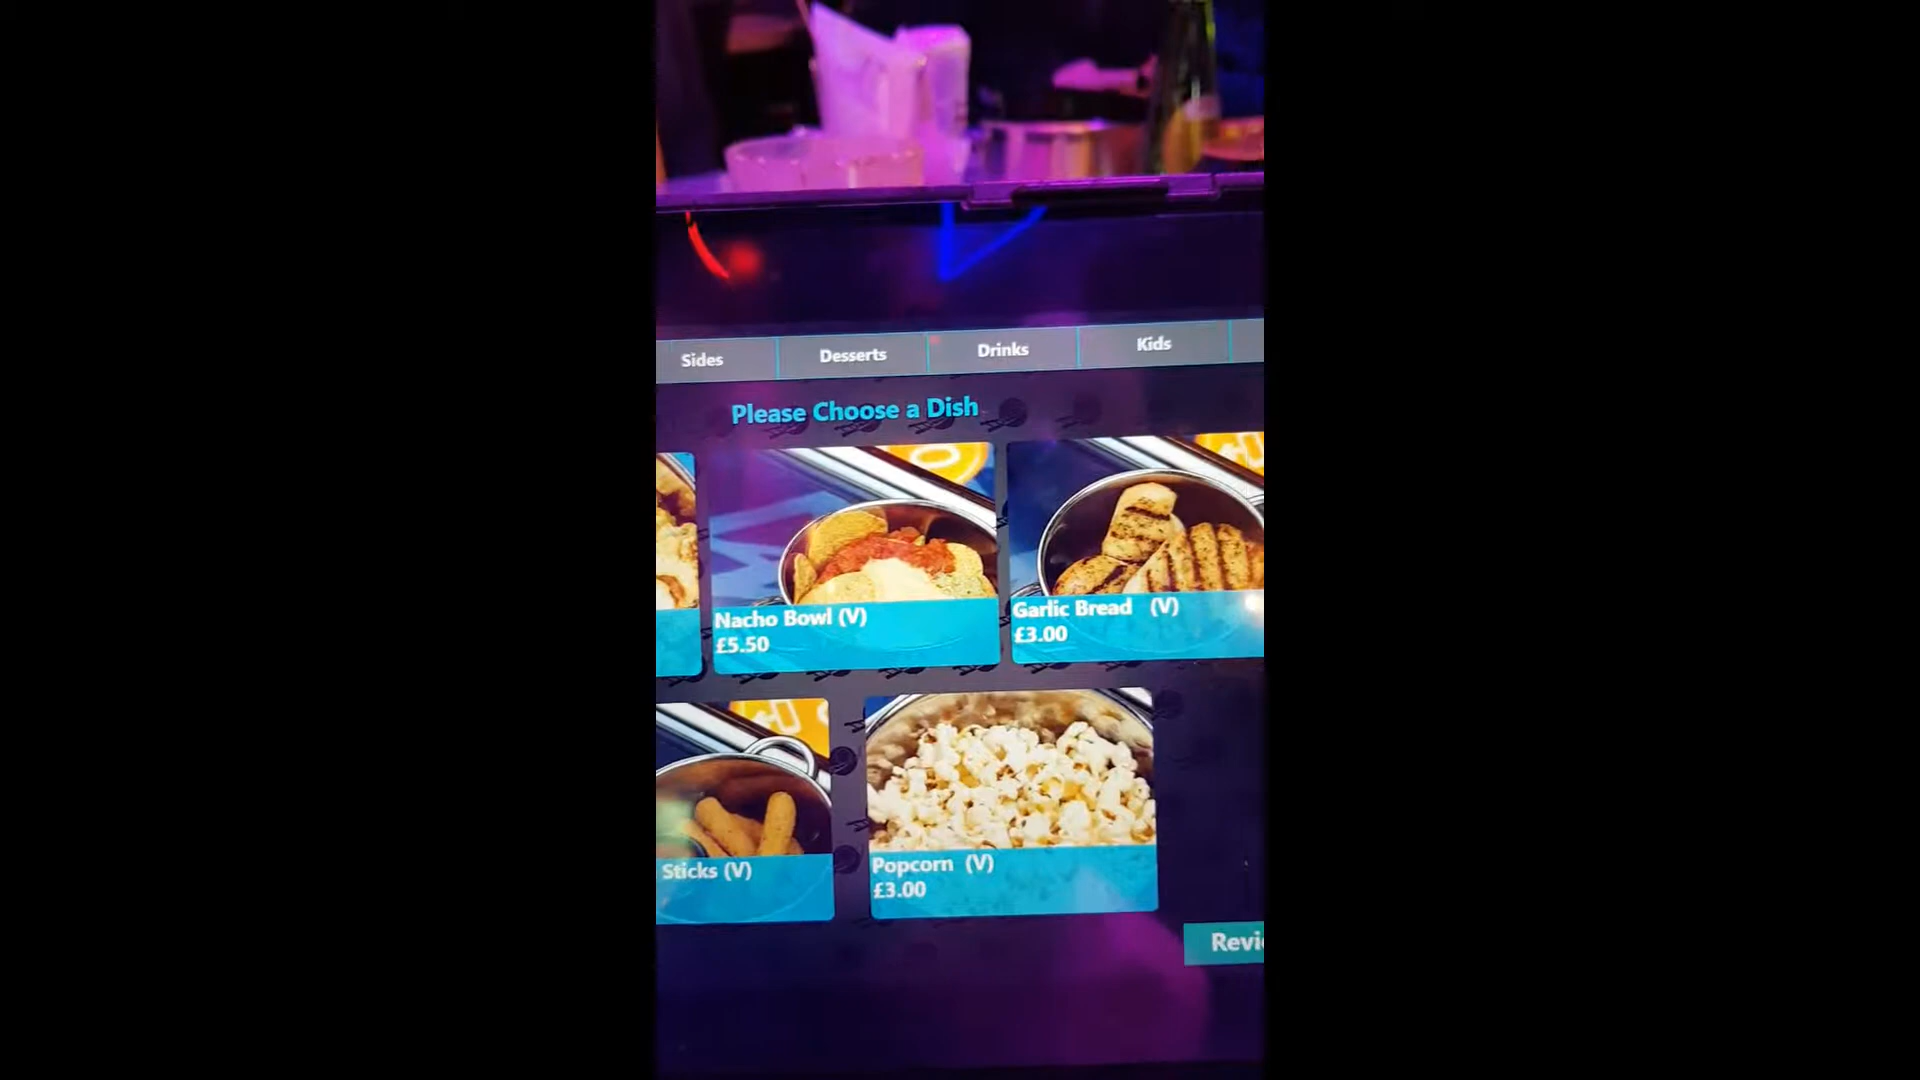 Sides
Desserts
Drinks
Kids
Please Choose a Dish
Nacho Bowl (V)
£5.50
Garlic Bread (V)
£3.00
Sticks (V)
Popcorn (V)
£3.00
Revi